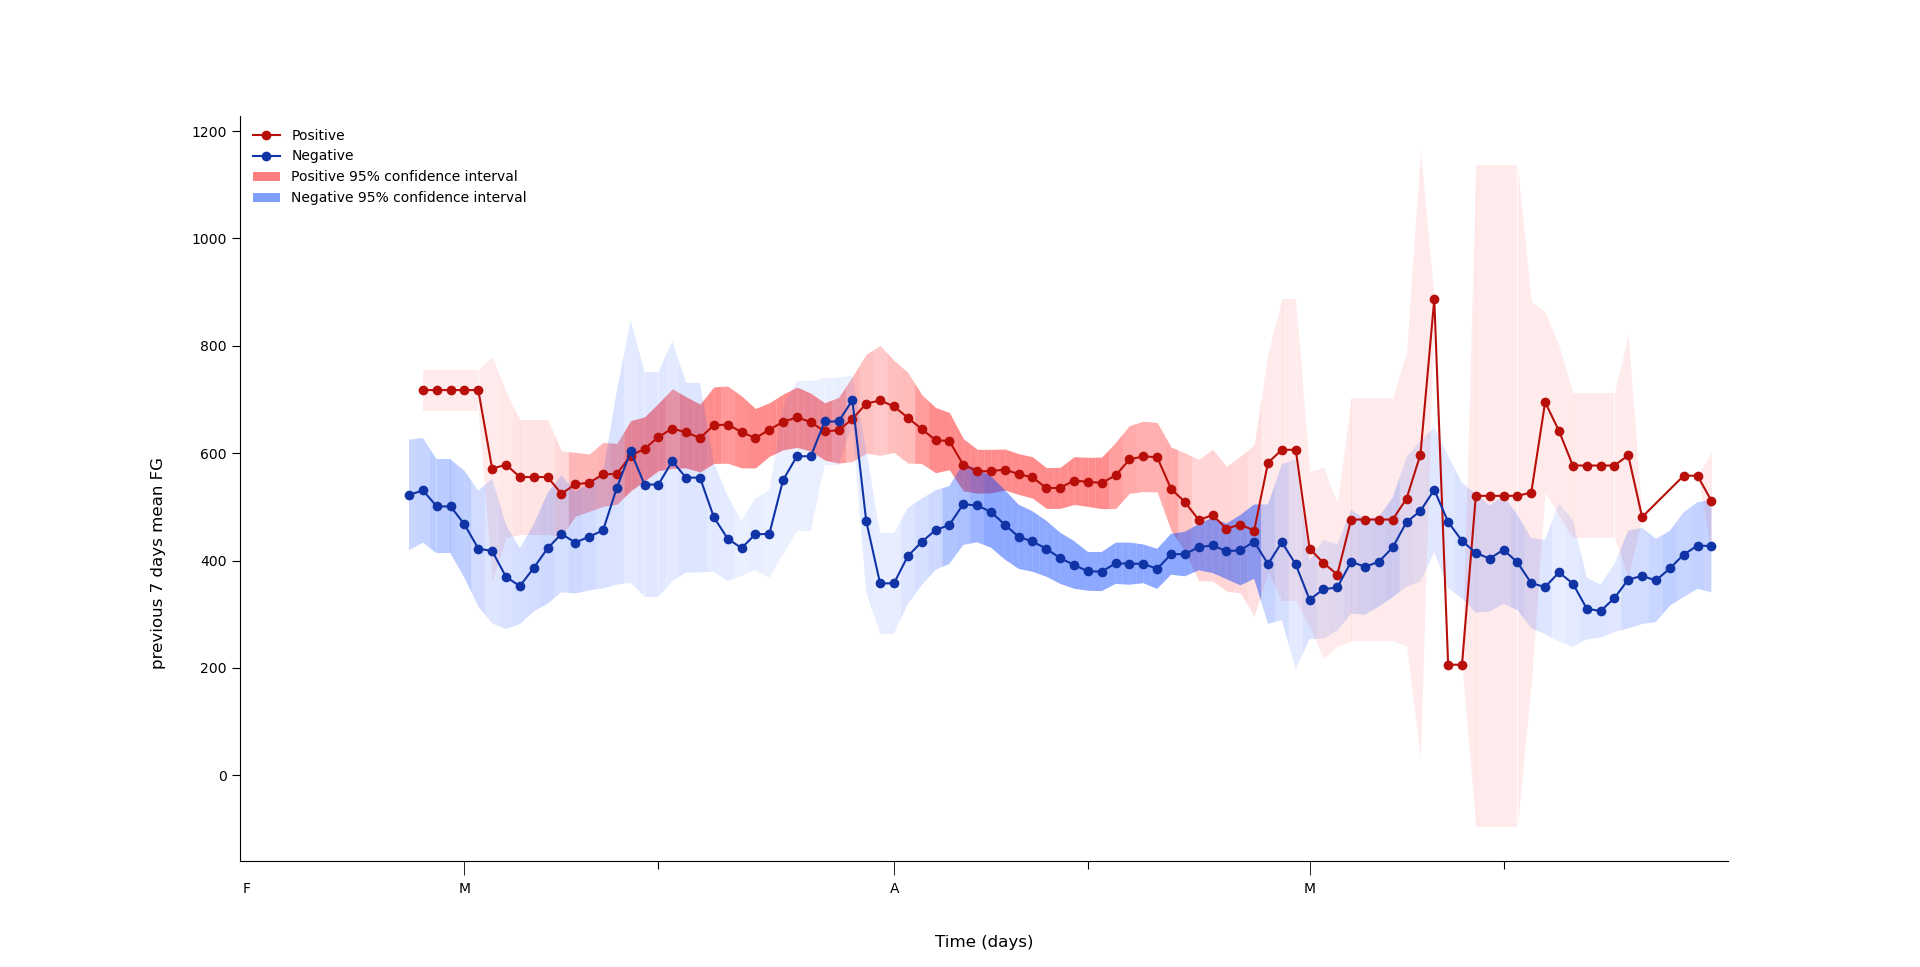 1200
1000
800
600
400
200
0
previous 7 days mean FG
Positive
Negative
Positive 95% confidence interval
Negative 95% confidence interval
F M A M
Time (days)